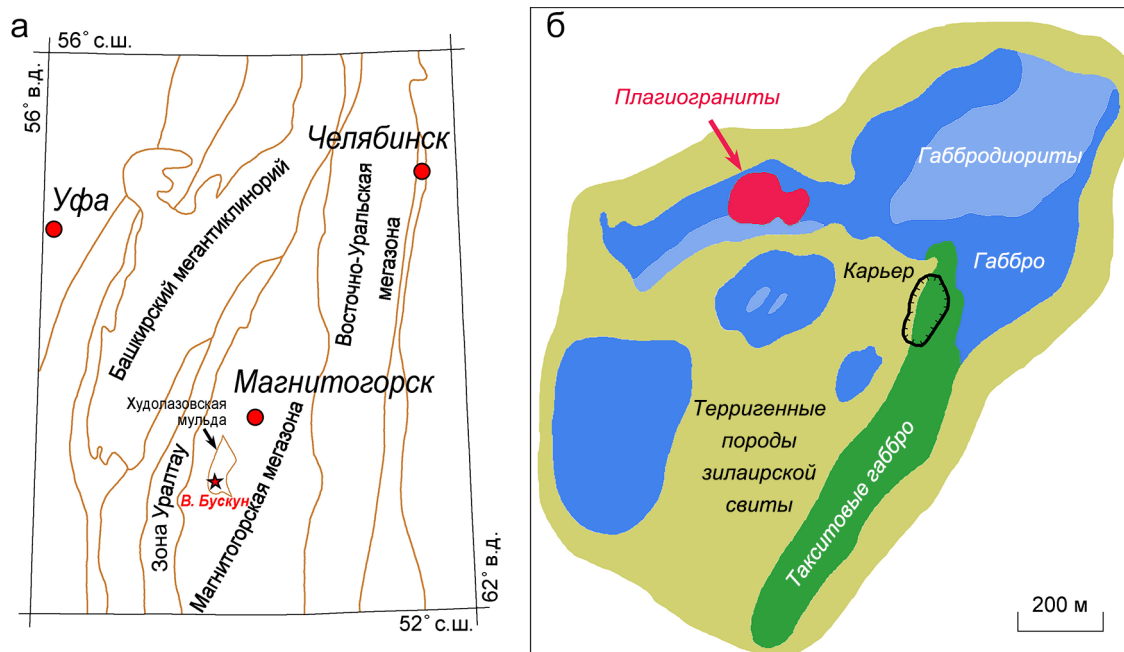 а
56° с.ш.
56° в.д.
Челябинск
Уфа
Башкирский мегантиклинорий
Восточно-Уральская
мегазона
Магнитогорск
Худолазовская
мульда
В. Бускун
Зона Уралтау
Магнитогорская мегазона
62° в.д.
52° с.ш.
б
Плагиограниты
Габбродиориты
Габбро
Карьер
Терригенные
породы
зилаирской
свиты
Такситовые габбро
200 м